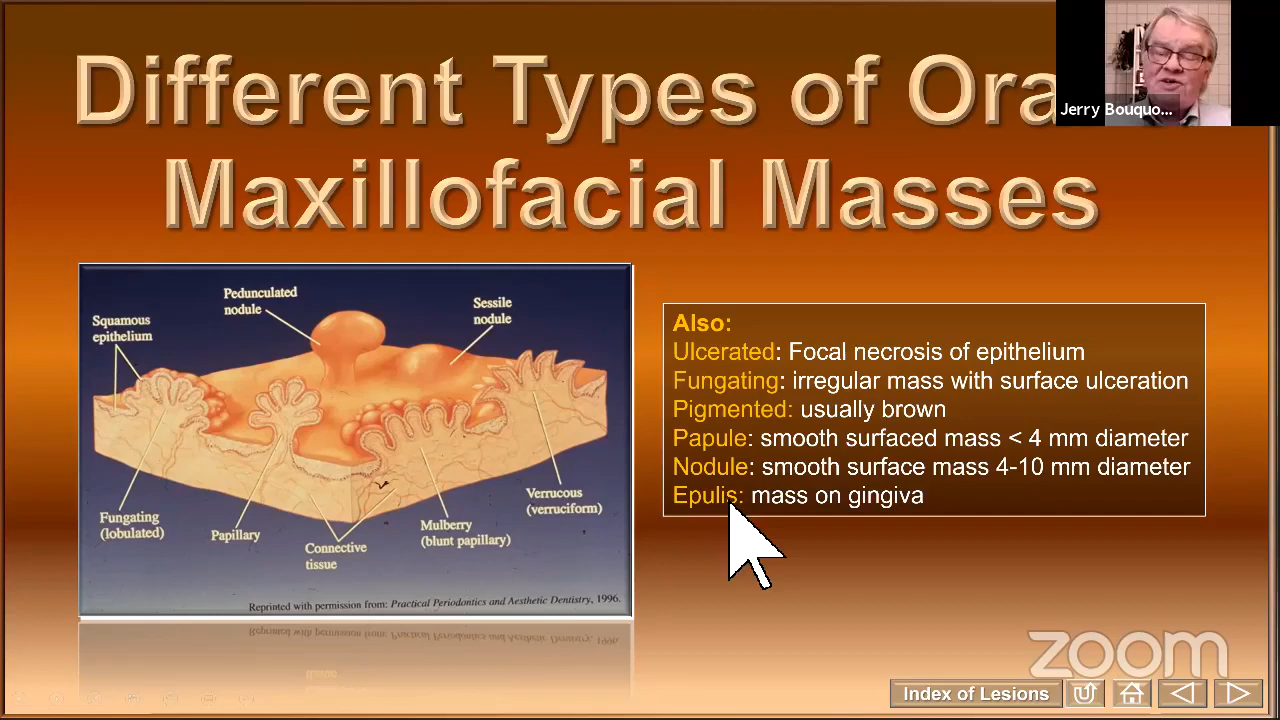 Different Types of Ora
Maxillofacial Masses
Jerry Bouquo...
Pedunculated
nodule
Sessile
nodule
Squamous
epithelium
Fungating
(lobulated)
Papillary
Connective
tissue
Mulberry
(blunt papillary)
Verrucous
(verruciform)
Reprinted with permission from: Practical Periodontics and Aesthetic Dentistry, 1996.
Also:
Ulcerated: Focal necrosis of epithelium
Fungating: irregular mass with surface ulceration
Pigmented: usually brown
Papule: smooth surfaced mass < 4 mm diameter
Nodule: smooth surface mass 4-10 mm diameter
Epulis: mass on gingiva
zoom
Index of Lesions